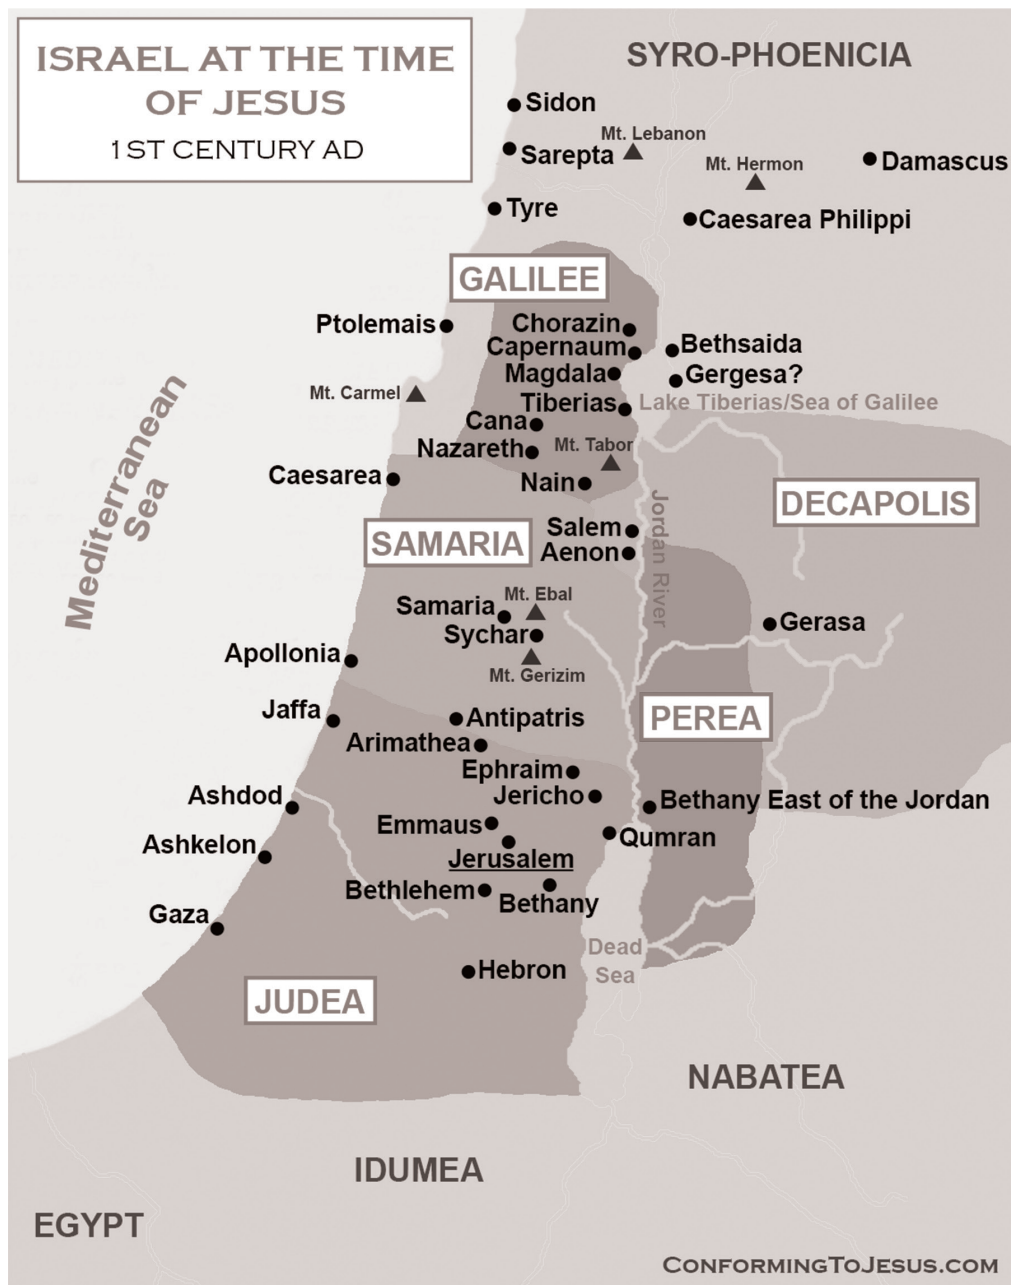 ISRAEL AT THE TIME
OF JESUS
1ST CENTURY AD
SYRO-PHOENICIA
Sidon
Mt. Lebanon
Sarepta
Mt. Hermon
Damascus
Tyre
Caesarea Philippi
GALILEE
Ptolemais
Chorazin
Capernaum
Bethsaida
Magdala
Gergesa?
Mt. Carmel
Tiberias
Lake Tiberias/Sea of Galilee
Cana
Nazareth
Mt. Tabor
Mediterranean
Sea
Caesarea
Nain
DECAPOLIS
Jordan River
Salem
SAMARIA
Aenon
Mt. Ebal
Samaria
Gerasa
Sychar
Apollonia
Mt. Gerizim
Jaffa
Antipatris
PEREA
Arimathea
Ephraim
Ashdod
Jericho
Bethany East of the Jordan
Emmaus
Qumran
Ashkelon
Jerusalem
Bethlehem
Bethany
Gaza
Dead
Sea
Hebron
JUDEA
NABATEA
IDUMEA
EGYPT
CONFORMINGTOJESUS.COM